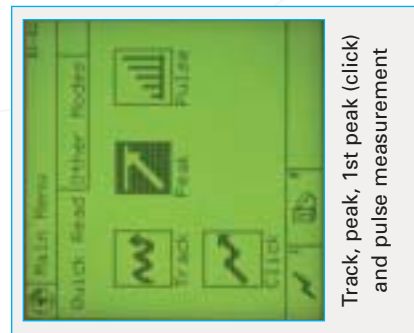 Main Menu
Quick Read Other Modes
Track Peak Pulse
Click
Track, peak, 1st peak (click)
and pulse measurement